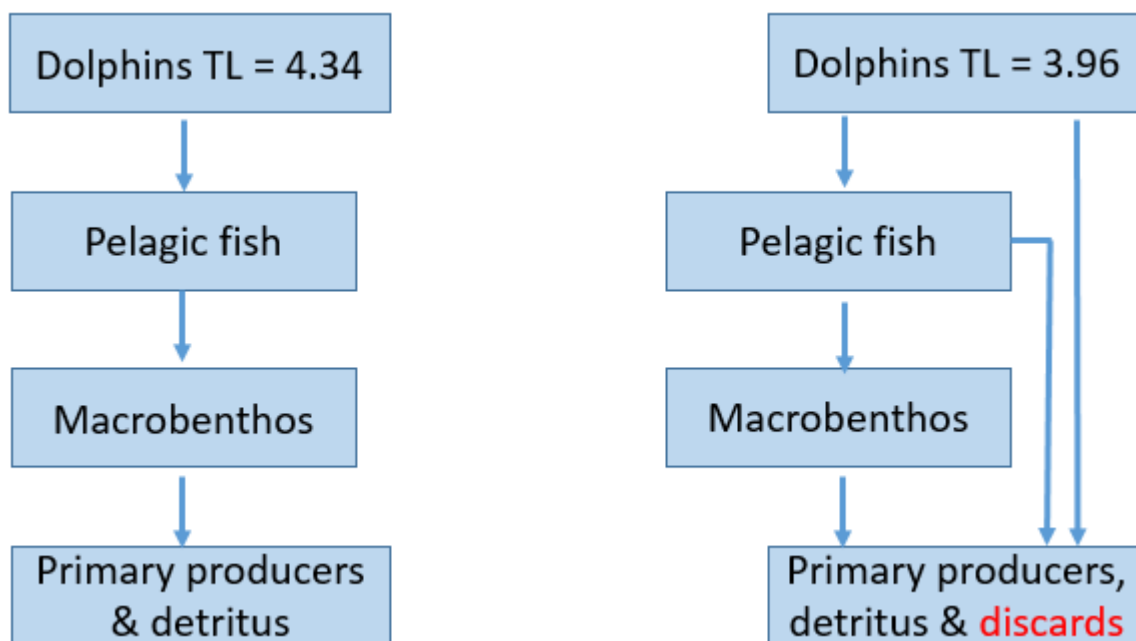 Dolphins TL = 4.34
Pelagic fish
Macrobenthos
Primary producers
& detritus
Dolphins TL = 3.96
Pelagic fish
Macrobenthos
Primary producers,
detritus & discards